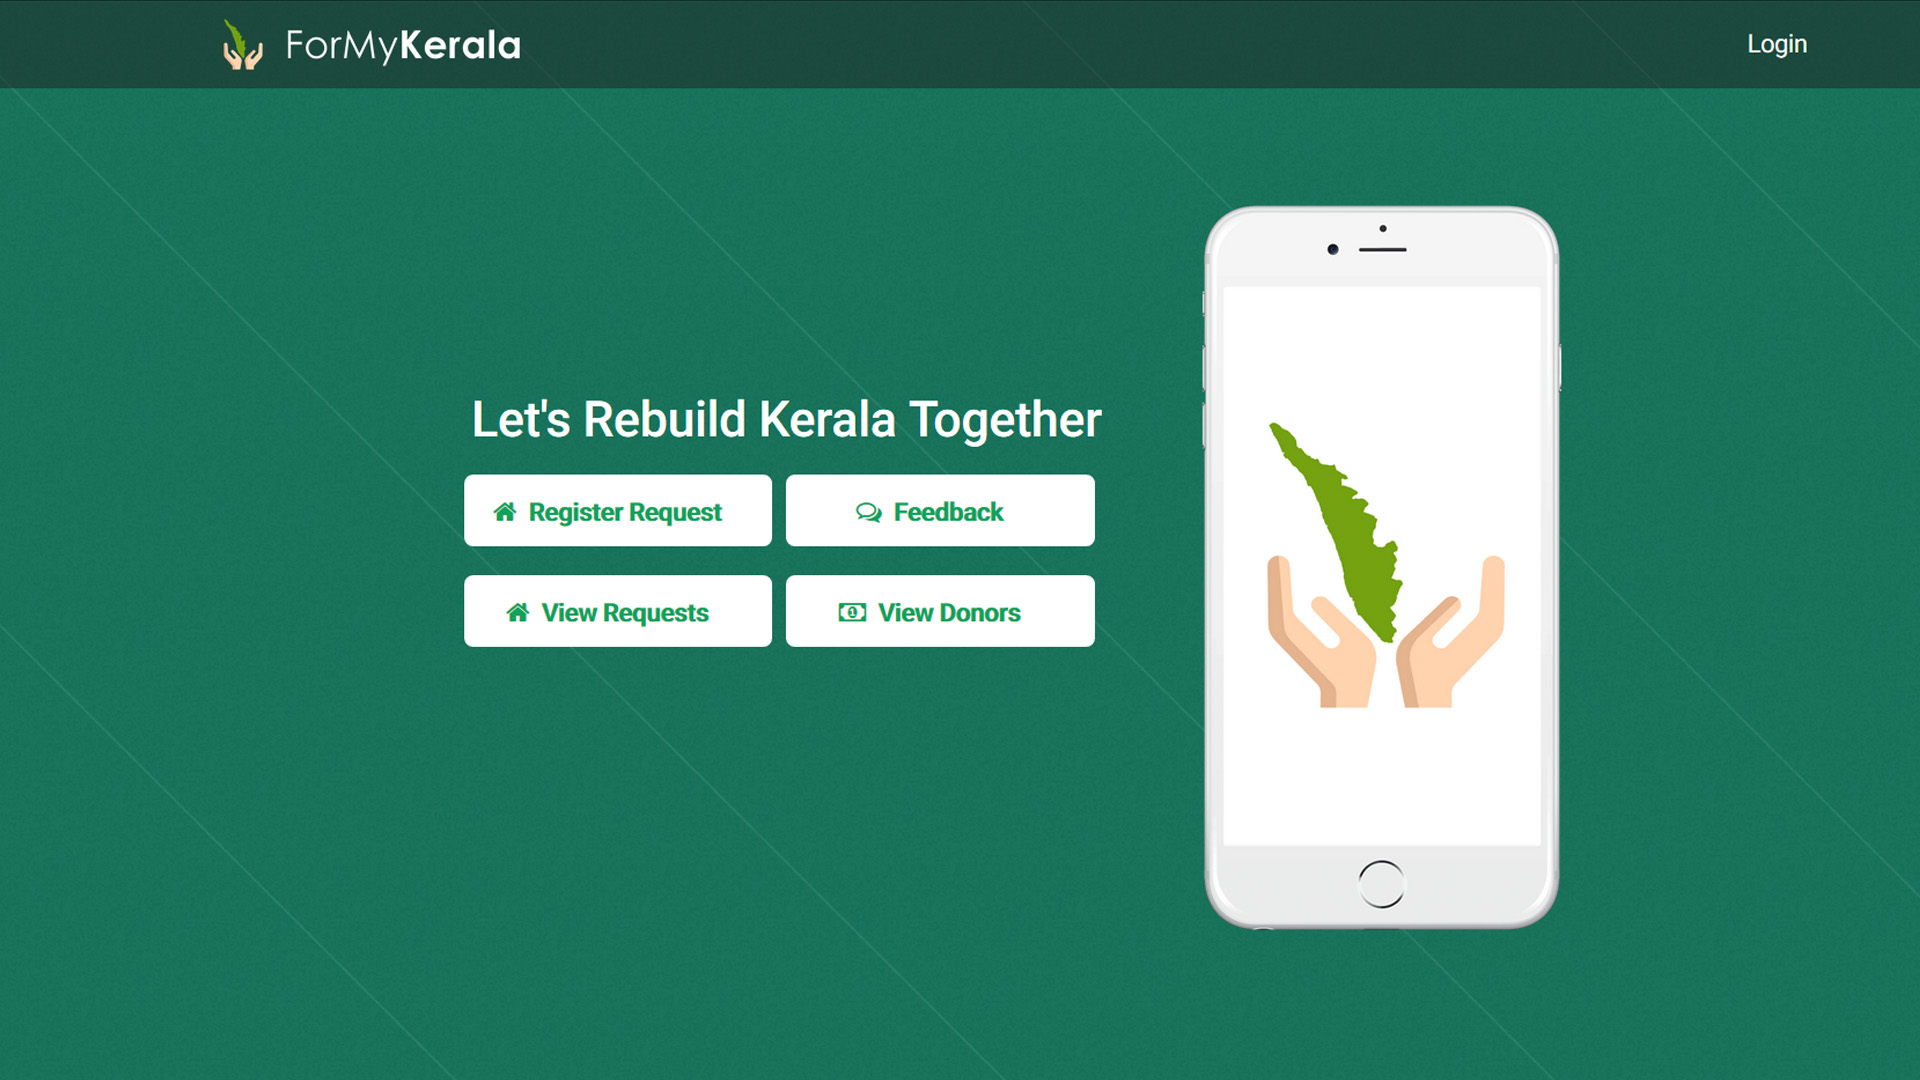 ForMyKerala
Login
Let's Rebuild Kerala Together
Register Request
Feedback
View Requests
View Donors